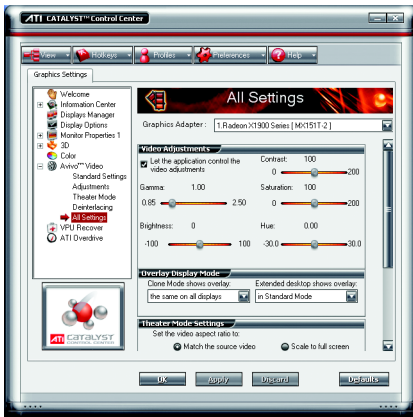 ATI CATALYST™ Control Center
View Hotkeys Profiles Preferences Help
Graphics Settings
Welcome
Information Center
Displays Manager
Display Options
Monitor Properties 1
3D
Color
Avivo™ Video
Standard Settings
Adjustments
Theater Mode
Deinterlacing
All Settings
VPU Recover
ATI Overdrive
ATI CATALYST
CONTROL CENTER
All Settings
Graphics Adapter : 1.Radeon X1900 Series [ MX151T-2 ]
Video Adjustments
Let the application control the
video adjustments
Contrast: 100
0 200
Gamma: 1.00
0.85 2.50
Saturation: 100
0 200
Brightness: 0
-100 100
Hue: 0.00
-30.0 30.0
Overlay Display Mode
Clone Mode shows overlay: Extended desktop shows overlay:
the same on all displays in Standard Mode
Theater Mode Settings
Set the video aspect ratio to:
Match the source video Scale to full screen
OK Apply Discard Defaults